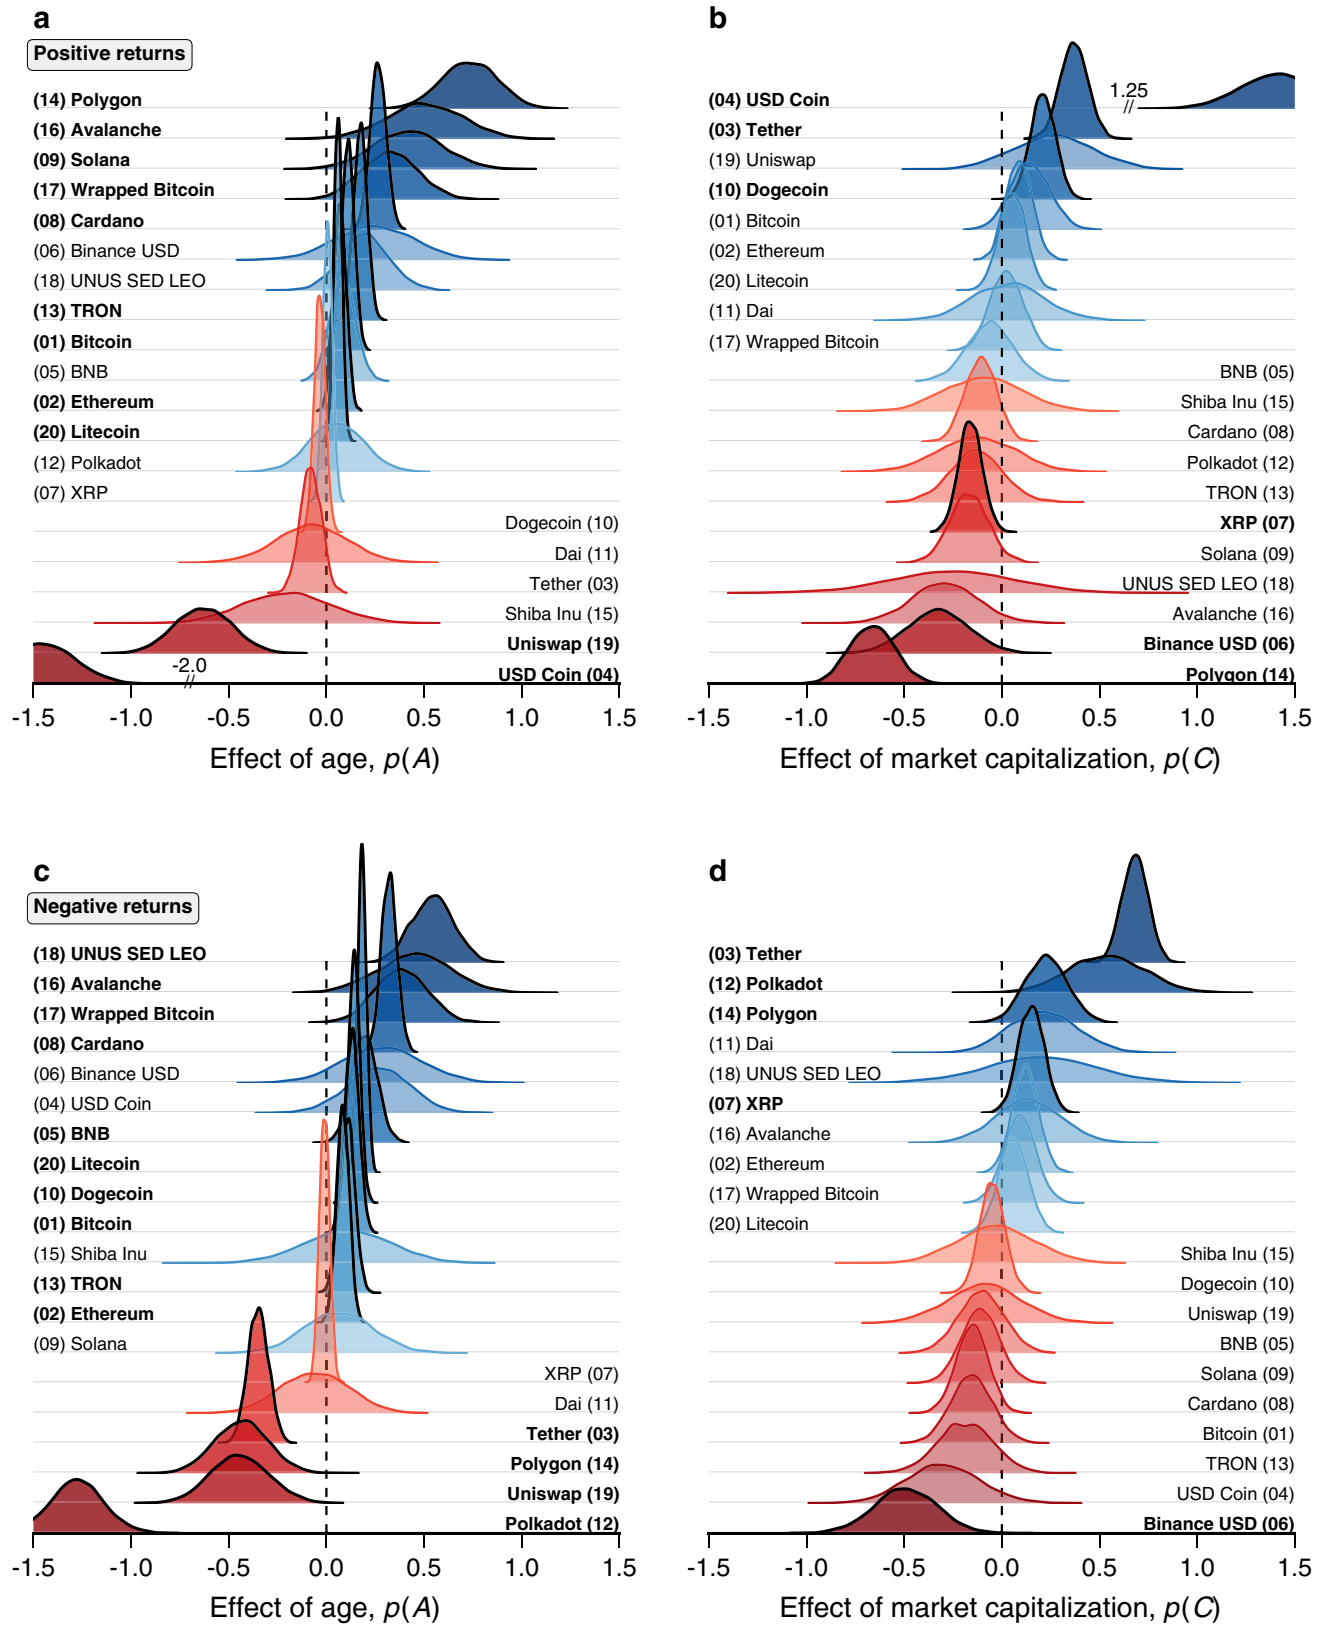 a
Positive returns
(14) Polygon
(16) Avalanche
(09) Solana
(17) Wrapped Bitcoin
(08) Cardano
(06) Binance USD
(18) UNUS SED LEO
(13) TRON
(01) Bitcoin
(05) BNB
(02) Ethereum
(20) Litecoin
(12) Polkadot
(07) XRP
Dogecoin (10)
Dai (11)
Tether (03)
Shiba Inu (15)
Uniswap (19)
-2.0
//
USD Coin (04)
-1.5 -1.0 -0.5 0.0 0.5 1.0 1.5
Effect of age, p(A)
b
1.25
//
(04) USD Coin
(03) Tether
(19) Uniswap
(10) Dogecoin
(01) Bitcoin
(02) Ethereum
(20) Litecoin
(11) Dai
(17) Wrapped Bitcoin
BNB (05)
Shiba Inu (15)
Cardano (08)
Polkadot (12)
TRON (13)
XRP (07)
Solana (09)
UNUS SED LEO (18)
Avalanche (16)
Binance USD (06)
Polygon (14)
-1.5 -1.0 -0.5 0.0 0.5 1.0 1.5
Effect of market capitalization, p(C)
c
Negative returns
(18) UNUS SED LEO
(16) Avalanche
(17) Wrapped Bitcoin
(08) Cardano
(06) Binance USD
(04) USD Coin
(05) BNB
(20) Litecoin
(10) Dogecoin
(01) Bitcoin
(15) Shiba Inu
(13) TRON
(02) Ethereum
(09) Solana
XRP (07)
Dai (11)
Tether (03)
Polygon (14)
Uniswap (19)
Polkadot (12)
-1.5 -1.0 -0.5 0.0 0.5 1.0 1.5
Effect of age, p(A)
d
(03) Tether
(12) Polkadot
(14) Polygon
(11) Dai
(18) UNUS SED LEO
(07) XRP
(16) Avalanche
(02) Ethereum
(17) Wrapped Bitcoin
(20) Litecoin
Shiba Inu (15)
Dogecoin (10)
Uniswap (19)
BNB (05)
Solana (09)
Cardano (08)
Bitcoin (01)
TRON (13)
USD Coin (04)
Binance USD (06)
-1.5 -1.0 -0.5 0.0 0.5 1.0 1.5
Effect of market capitalization, p(C)